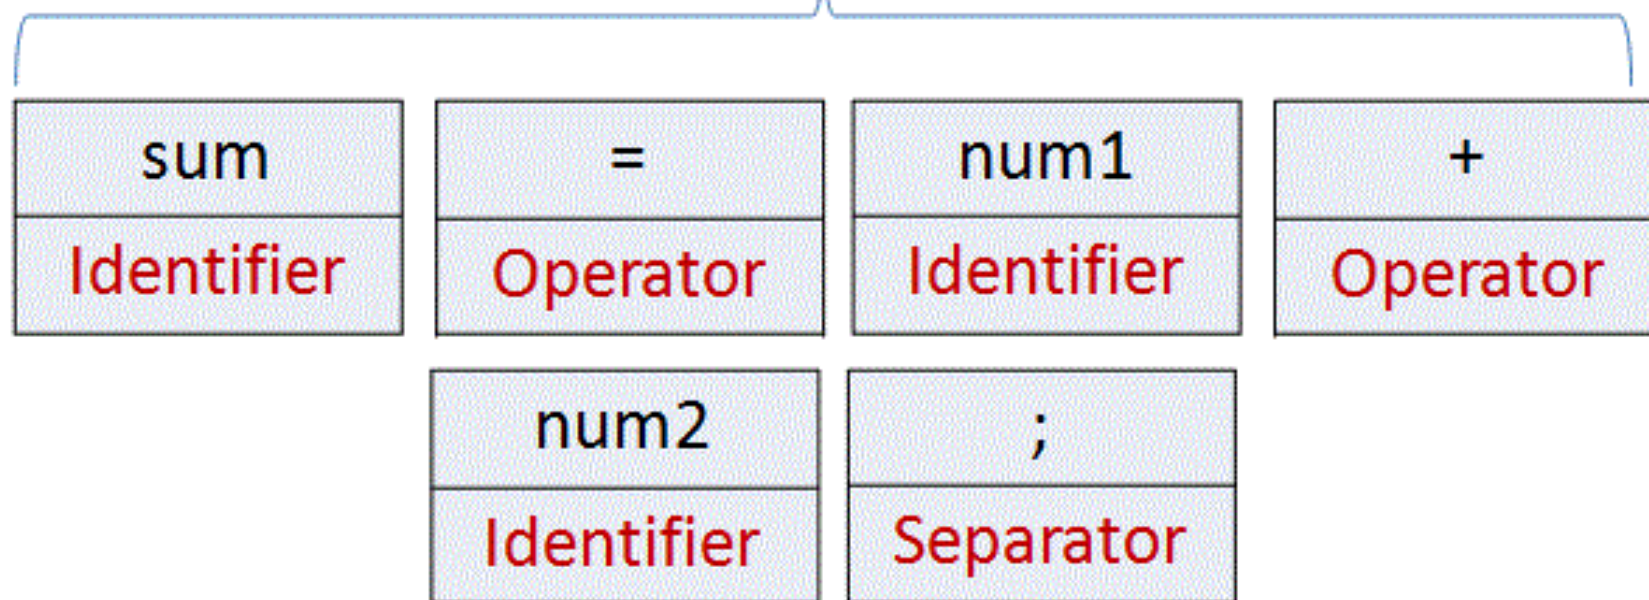 sum = num1 +
Identifier Operator Identifier Operator
num2 ;
Identifier Separator